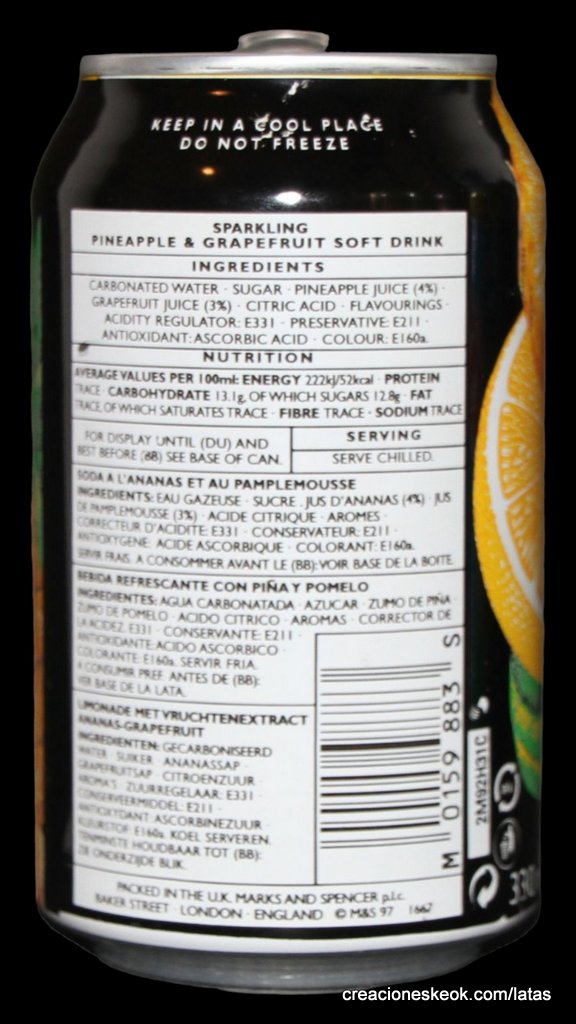 KEEP IN A COOL PLACE
DO NOT FREEZE
SPARKLING
PINEAPPLE & GRAPEFRUIT SOFT DRINK
INGREDIENTS
CARBONATED WATER · SUGAR · PINEAPPLE JUICE (4%) ·
GRAPEFRUIT JUICE (3%) · CITRIC ACID · FLAVOURINGS ·
ACIDITY REGULATOR: E331 · PRESERVATIVE: E211 ·
ANTIOXIDANT: ASCORBIC ACID · COLOUR: E160a.
NUTRITION
AVERAGE VALUES PER 100ml: ENERGY 222kJ/52kcal · PROTEIN
TRACE · CARBOHYDRATE 13.1g, OF WHICH SUGARS 12.8g · FAT
TRACE, OF WHICH SATURATES TRACE · FIBRE TRACE · SODIUM TRACE
FOR DISPLAY UNTIL (DU) AND
BEST BEFORE (BB) SEE BASE OF CAN.
SERVING
SERVE CHILLED.
SODA A L'ANANAS ET AU PAMPLEMOUSSE
INGREDIENTS: EAU GAZEUSE · SUCRE . JUS D'ANANAS (4%) · JUS
DE PAMPLEMOUSSE (3%) · ACIDE CITRIQUE · AROMES ·
CORRECTEUR D'ACIDITE: E331 · CONSERVATEUR: E211 ·
ANTIOXYGENE: ACIDE ASCORBIQUE · COLORANT: E160a.
SERVIR FRAIS. A CONSOMMER AVANT LE (BB): VOIR BASE DE LA BOITE.
BEBIDA REFRESCANTE CON PIÑA Y POMELO
INGREDIENTES: AGUA CARBONATADA · AZUCAR · ZUMO DE PIÑA ·
ZUMO DE POMELO · ACIDO CITRICO · AROMAS · CORRECTOR DE
LA ACIDEZ. E331 · CONSERVANTE: E211 ·
ANTIOXIDANTE: ACIDO ASCORBICO ·
COLORANTE: E160a. SERVIR FRIA.
A CONSUMIR PREF. ANTES DE (BB):
VER BASE DE LA LATA.
LIMONADE MET VRUCHTENEXTRACT
ANANAS-GRAPEFRUIT
INGREDIENTEN: GECARBONISEERD
WATER · SUIKER · ANANASSAP ·
GRAPEFRUITSAP · CITROENZUUR ·
AROMA'S · ZUURREGELAAR: E331 ·
CONSERVEERMIDDEL: E211 ·
ANTIOXYDANT: ASCORBINEZUUR ·
KLEURSTOF: E160a. KOEL SERVEREN.
TENMINSTE HOUDBAAR TOT (BB):
ZIE ONDERZIJDE BLIK.
M 0159 883 S
2M92H31C
330
PACKED IN THE U.K. MARKS AND SPENCER p.l.c.
BAKER STREET · LONDON · ENGLAND © M&S 97 1667
creacioneskeok.com/latas